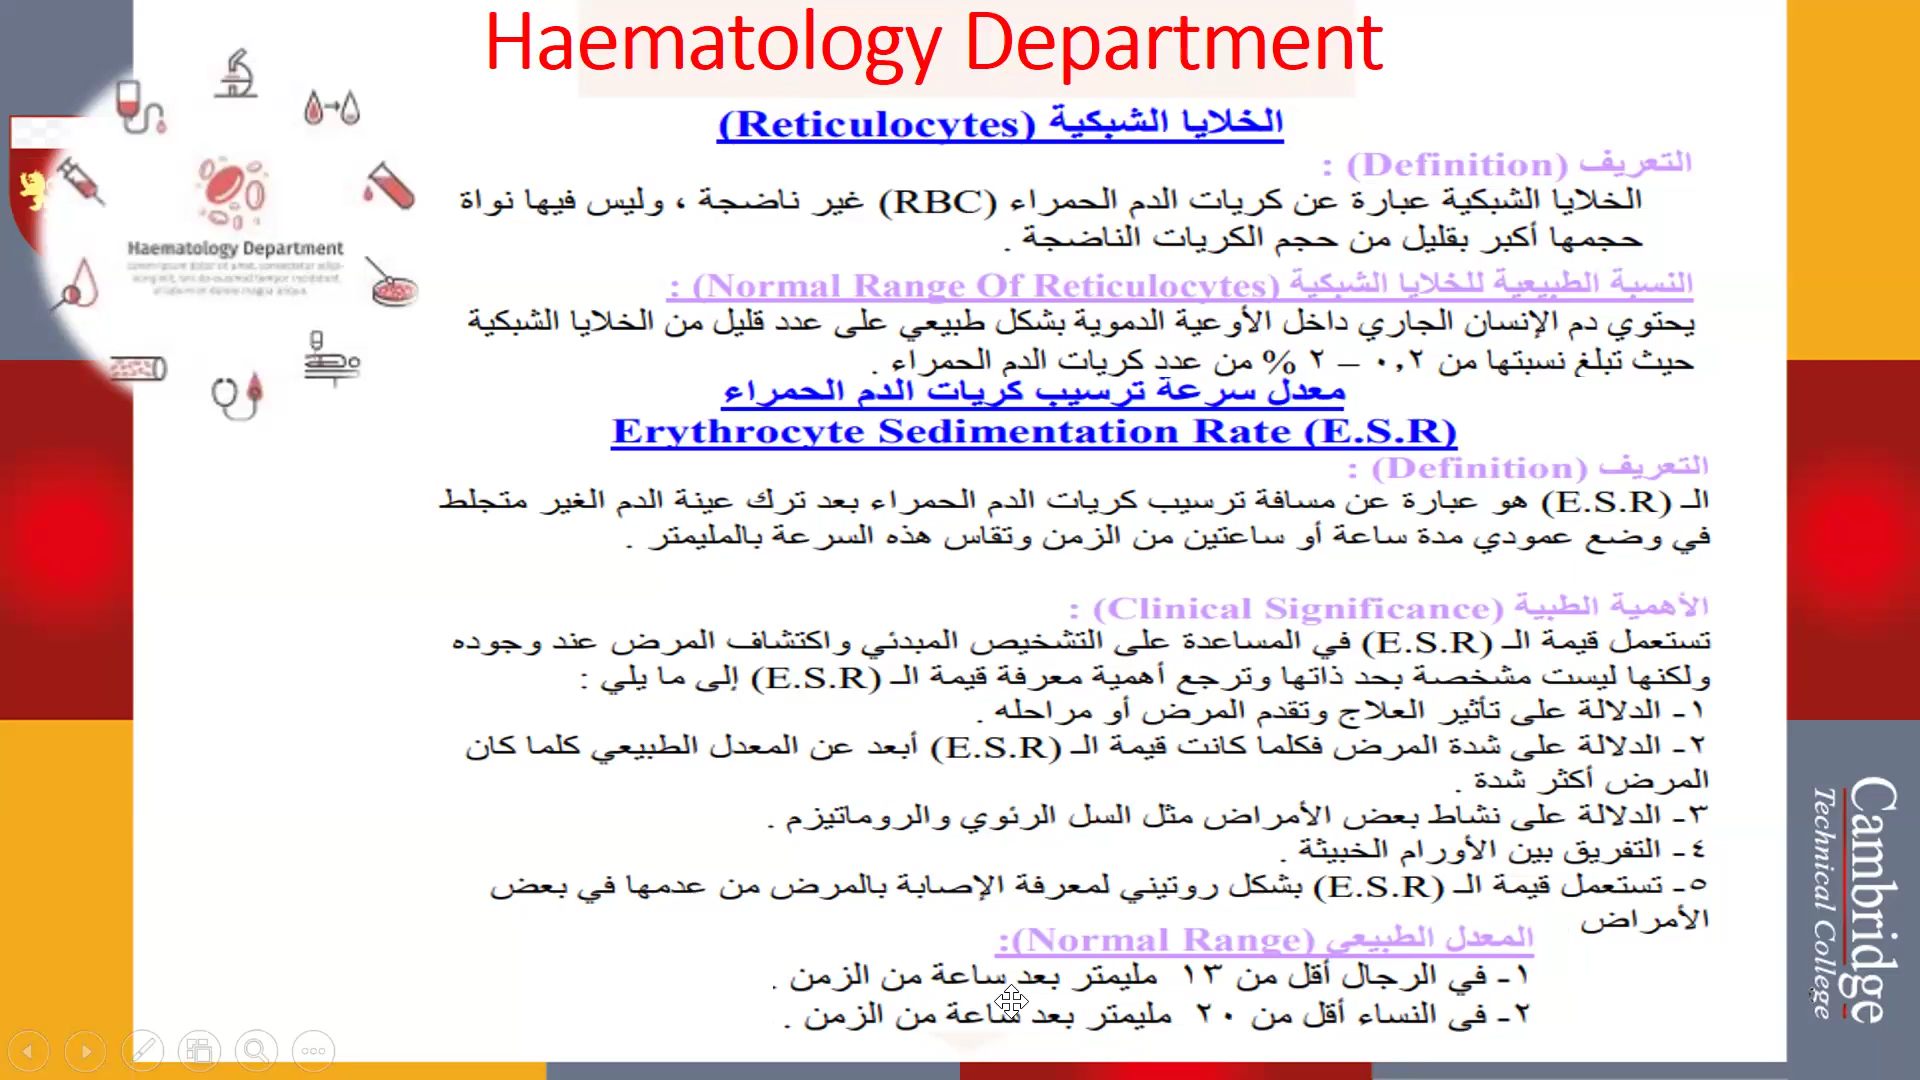 Haematology Department
الخلايا الشبكية (Reticulocytes)
التعريف (Definition) :
الخلايا الشبكية عبارة عن كريات الدم الحمراء (RBC) غير ناضجة ، وليس فيها نواة
حجمها أكبر بقليل من حجم الكريات الناضجة .
النسبة الطبيعية للخلايا الشبكية (Normal Range Of Reticulocytes) :
يحتوي دم الإنسان الجاري داخل الأوعية الدموية بشكل طبيعي على عدد قليل من الخلايا الشبكية
حيث تبلغ نسبتها من ٠,٢ – ٢ % من عدد كريات الدم الحمراء .
معدل سرعة ترسيب كريات الدم الحمراء
Erythrocyte Sedimentation Rate (E.S.R)
التعريف (Definition) :
الـ (E.S.R) هو عبارة عن مسافة ترسيب كريات الدم الحمراء بعد ترك عينة الدم الغير متجلط
في وضع عمودي مدة ساعة أو ساعتين من الزمن وتقاس هذه السرعة بالمليمتر .
الأهمية الطبية (Clinical Significance) :
تستعمل قيمة الـ (E.S.R) في المساعدة على التشخيص المبدئي واكتشاف المرض عند وجوده
ولكنها ليست مشخصة بحد ذاتها وترجع أهمية معرفة قيمة الـ (E.S.R) إلى ما يلي :
١- الدلالة على تأثير العلاج وتقدم المرض أو مراحله .
٢- الدلالة على شدة المرض فكلما كانت قيمة الـ (E.S.R) أبعد عن المعدل الطبيعي كلما كان
المرض أكثر شدة .
٣- الدلالة على نشاط بعض الأمراض مثل السل الرئوي والروماتيزم .
٤- التفريق بين الأورام الخبيثة .
٥- تستعمل قيمة الـ (E.S.R) بشكل روتيني لمعرفة الإصابة بالمرض من عدمها في بعض
الأمراض
المعدل الطبيعي (Normal Range):
١- في الرجال أقل من ١٣ مليمتر بعد ساعة من الزمن .
٢- في النساء أقل من ٢٠ مليمتر بعد ساعة من الزمن .
Haematology Department
Cambridge
Technical College